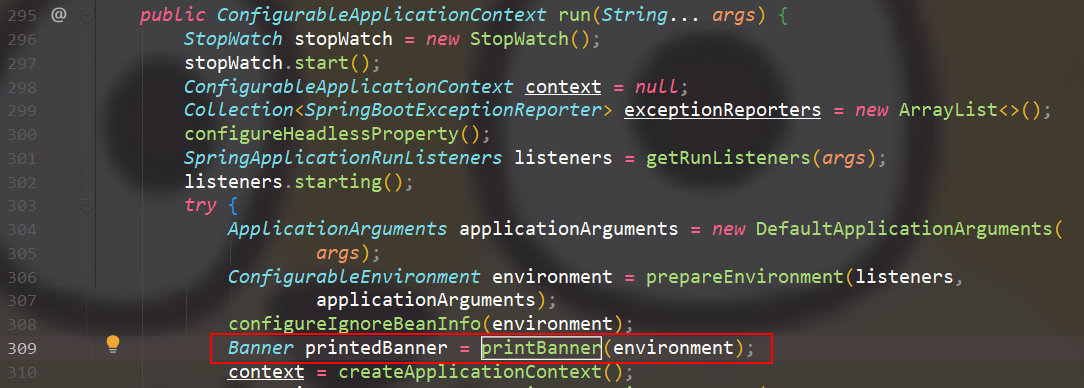 295 @ public ConfigurableApplicationContext run(String... args) {
296 StopWatch stopWatch = new StopWatch();
297 stopWatch.start();
298 ConfigurableApplicationContext context = null;
299 Collection<SpringBootExceptionReporter> exceptionReporters = new ArrayList<>();
300 configureHeadlessProperty();
301 SpringApplicationRunListeners listeners = getRunListeners(args);
302 listeners.starting();
303 try {
304 ApplicationArguments applicationArguments = new DefaultApplicationArguments(
305 args);
306 ConfigurableEnvironment environment = prepareEnvironment(listeners,
307 applicationArguments);
308 configureIgnoreBeanInfo(environment);
309 Banner printedBanner = printBanner(environment);
310 context = createApplicationContext();